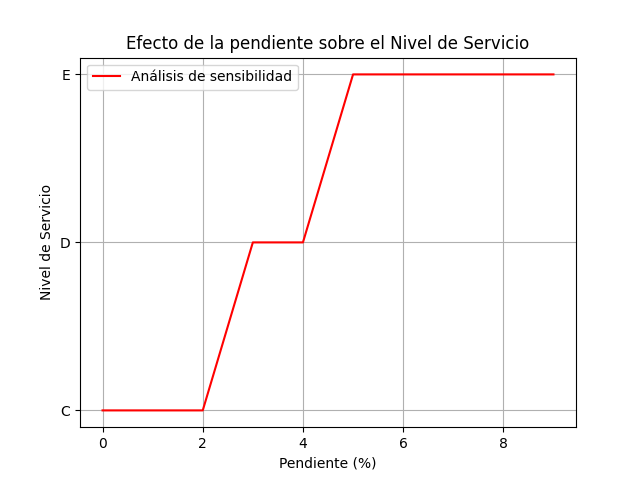 Efecto de la pendiente sobre el Nivel de Servicio
Análisis de sensibilidad
E
D
C
Nivel de Servicio
0 2 4 6 8
Pendiente (%)